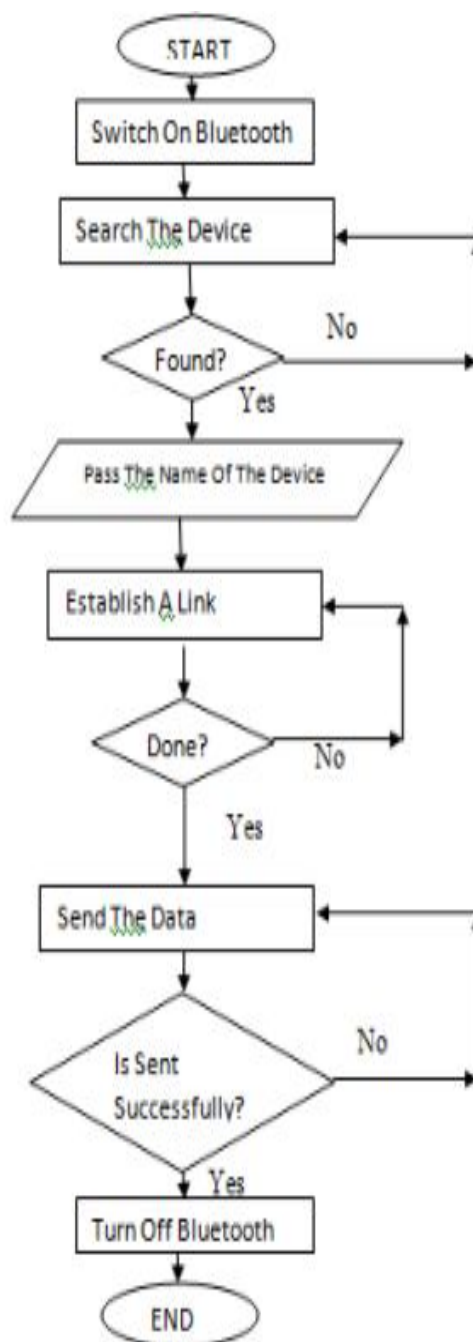 START
Switch On Bluetooth
Search The Device
No
Found?
Yes
Pass The Name Of The Device
Establish A Link
Done?
No
Yes
Send The Data
No
Is Sent
Successfully?
Yes
Turn Off Bluetooth
END